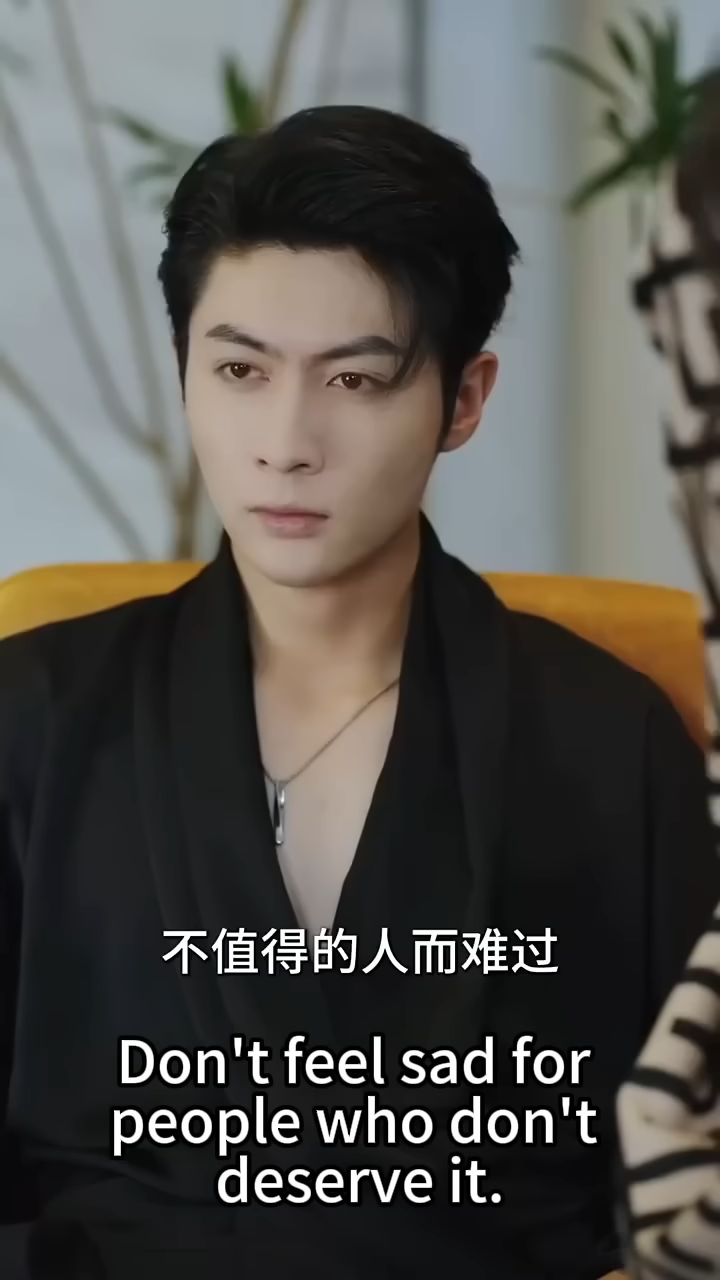 不值得的人而难过
Don't feel sad for
people who don't
deserve it.